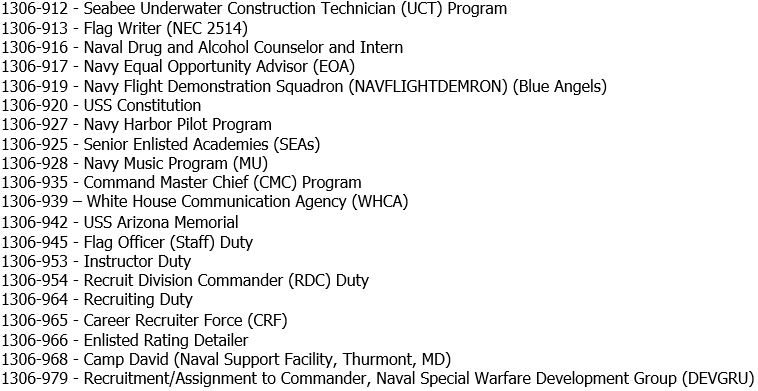 1306-912 - Seabee Underwater Construction Technician (UCT) Program
1306-913 - Flag Writer (NEC 2514)
1306-916 - Naval Drug and Alcohol Counselor and Intern
1306-917 - Navy Equal Opportunity Advisor (EOA)
1306-919 - Navy Flight Demonstration Squadron (NAVFLIGHTDEMRON) (Blue Angels)
1306-920 - USS Constitution
1306-927 - Navy Harbor Pilot Program
1306-925 - Senior Enlisted Academies (SEAs)
1306-928 - Navy Music Program (MU)
1306-935 - Command Master Chief (CMC) Program
1306-939 – White House Communication Agency (WHCA)
1306-942 - USS Arizona Memorial
1306-945 - Flag Officer (Staff) Duty
1306-953 - Instructor Duty
1306-954 - Recruit Division Commander (RDC) Duty
1306-964 - Recruiting Duty
1306-965 - Career Recruiter Force (CRF)
1306-966 - Enlisted Rating Detailer
1306-968 - Camp David (Naval Support Facility, Thurmont, MD)
1306-979 - Recruitment/Assignment to Commander, Naval Special Warfare Development Group (DEVGRU)